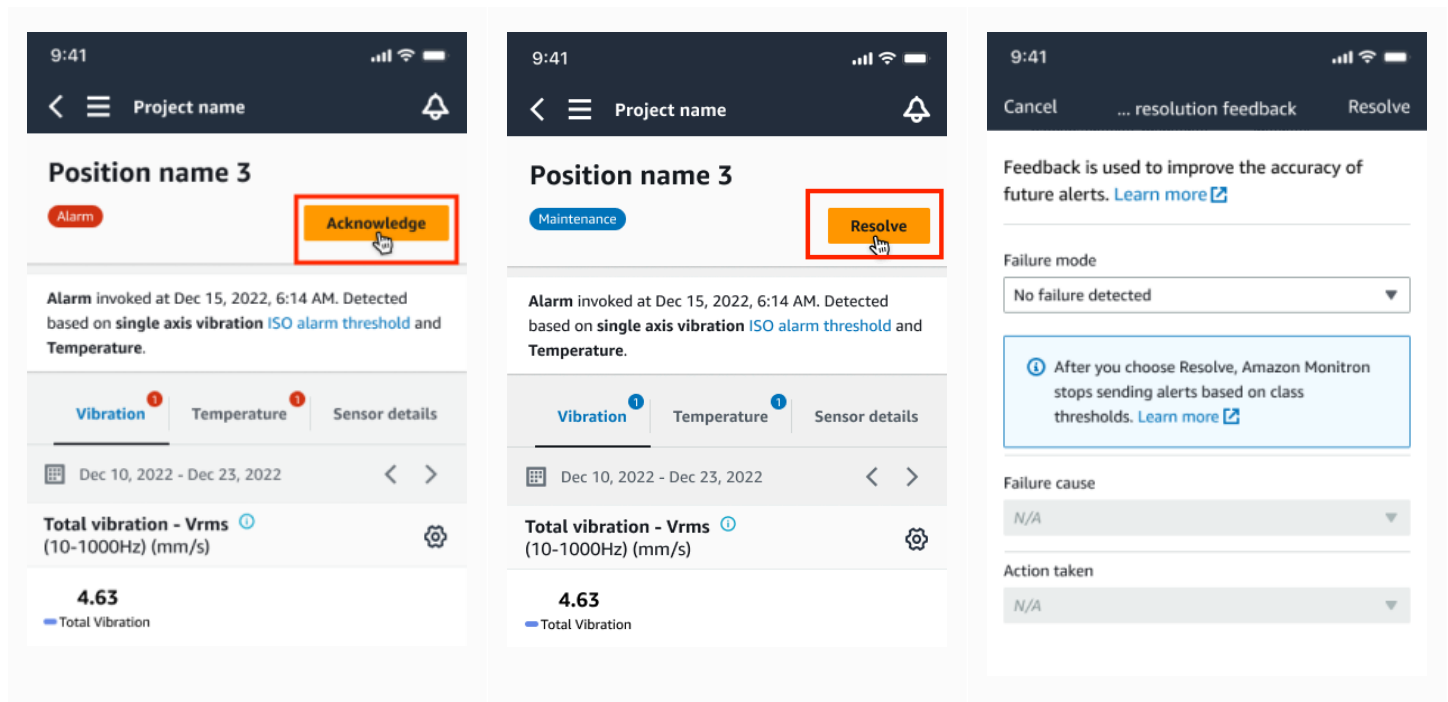 9:41
Project name
Position name 3
Alarm
Acknowledge
Alarm invoked at Dec 15, 2022, 6:14 AM. Detected
based on single axis vibration ISO alarm threshold and
Temperature.
Vibration 1 Temperature 1 Sensor details
Dec 10, 2022 - Dec 23, 2022
Total vibration - Vrms
(10-1000Hz) (mm/s)
4.63
Total Vibration
9:41
Project name
Position name 3
Maintenance
Resolve
Alarm invoked at Dec 15, 2022, 6:14 AM. Detected
based on single axis vibration ISO alarm threshold and
Temperature.
Vibration 1 Temperature 1 Sensor details
Dec 10, 2022 - Dec 23, 2022
Total vibration - Vrms
(10-1000Hz) (mm/s)
4.63
Total Vibration
9:41
Cancel ... resolution feedback Resolve
Feedback is used to improve the accuracy of
future alerts. Learn more
Failure mode
No failure detected
After you choose Resolve, Amazon Monitron
stops sending alerts based on class
thresholds. Learn more
Failure cause
N/A
Action taken
N/A